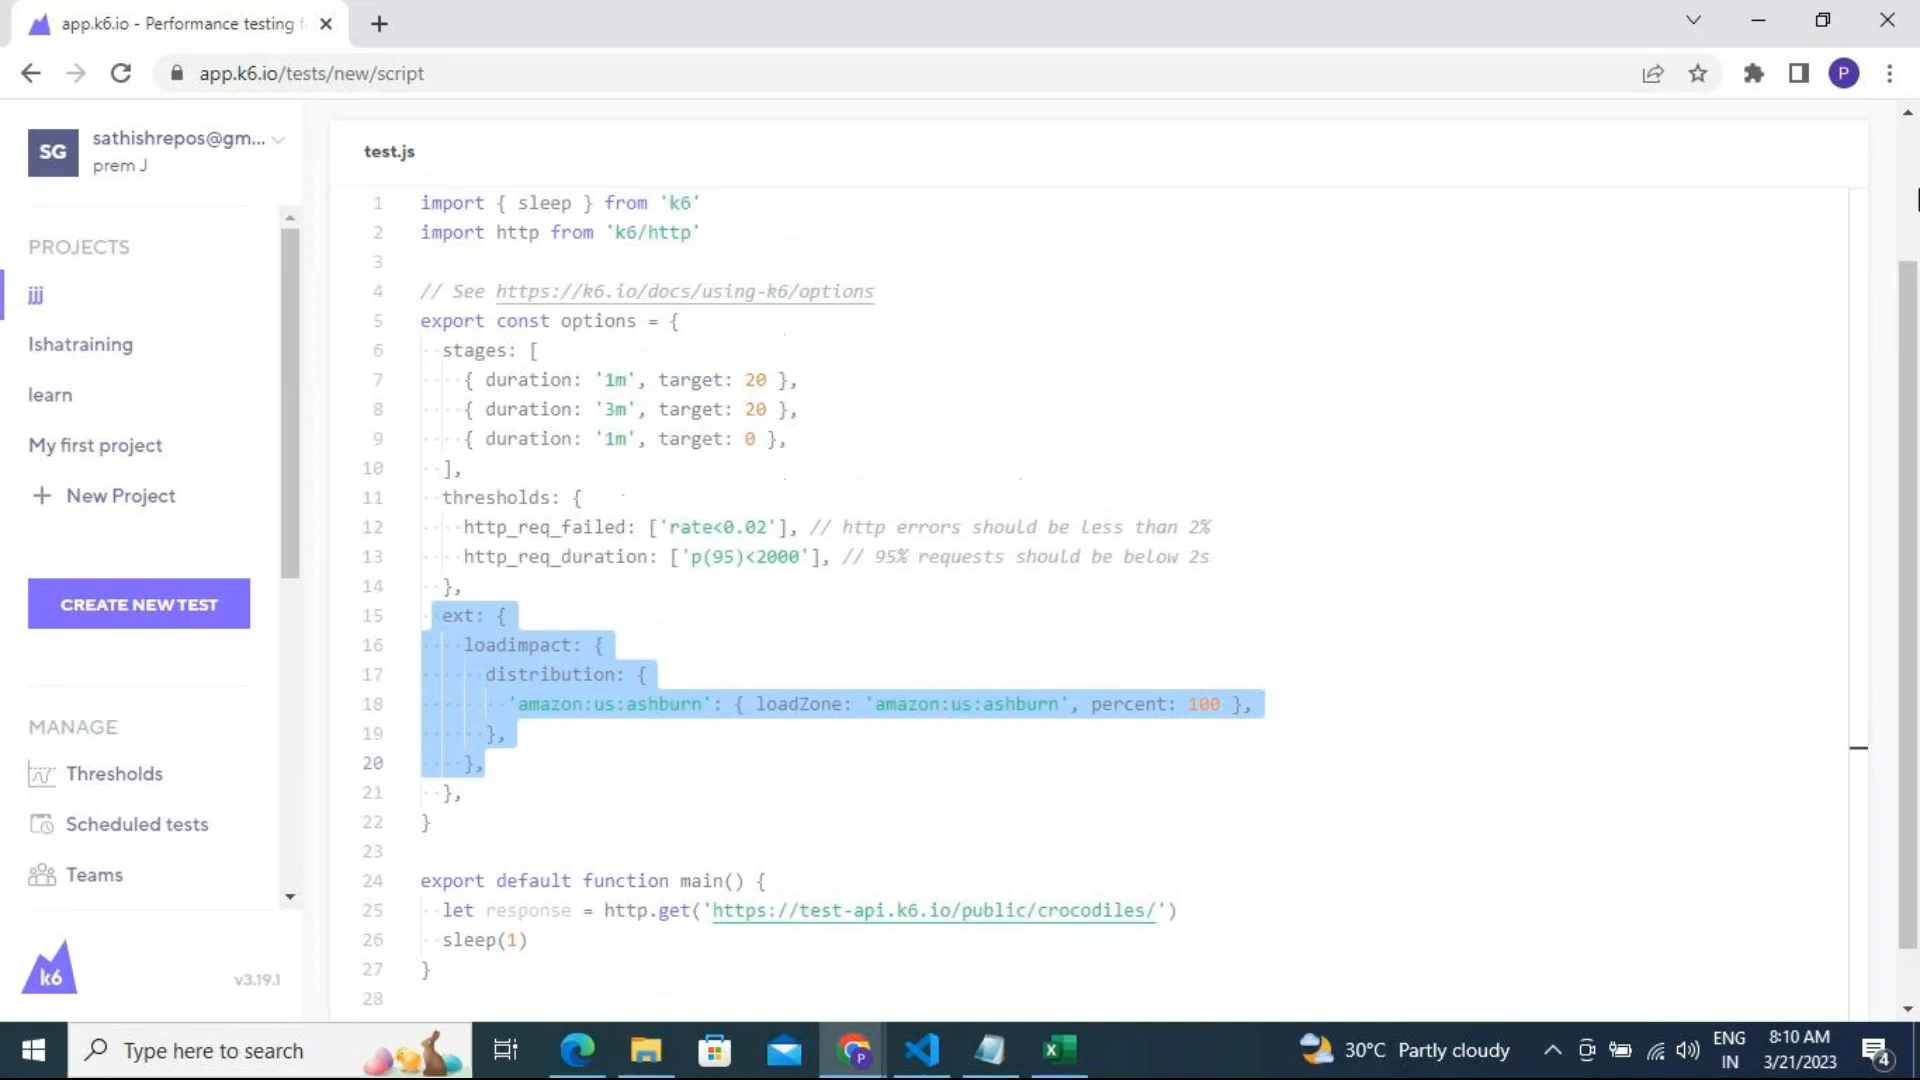 app.k6.io - Performance testing f
app.k6.io/tests/new/script
P
SG
sathishrepos@gm...
prem J
PROJECTS
jjj
Ishatraining
learn
My first project
+ New Project
CREATE NEW TEST
MANAGE
Thresholds
Scheduled tests
Teams
k6
v3.19.1
test.js
1 import { sleep } from 'k6'
2 import http from 'k6/http'
3
4 // See https://k6.io/docs/using-k6/options
5 export const options = {
6 stages: [
7 { duration: '1m', target: 20 },
8 { duration: '3m', target: 20 },
9 { duration: '1m', target: 0 },
10 ],
11 thresholds: {
12 http_req_failed: ['rate<0.02'], // http errors should be less than 2%
13 http_req_duration: ['p(95)<2000'], // 95% requests should be below 2s
14 },
15 ext: {
16 loadimpact: {
17 distribution: {
18 'amazon:us:ashburn': { loadZone: 'amazon:us:ashburn', percent: 100 },
19 },
20 },
21 },
22 }
23
24 export default function main() {
25 let response = http.get('https://test-api.k6.io/public/crocodiles/')
26 sleep(1)
27 }
28
Type here to search
P
30°C Partly cloudy
ENG
IN
8:10 AM
3/21/2023
4